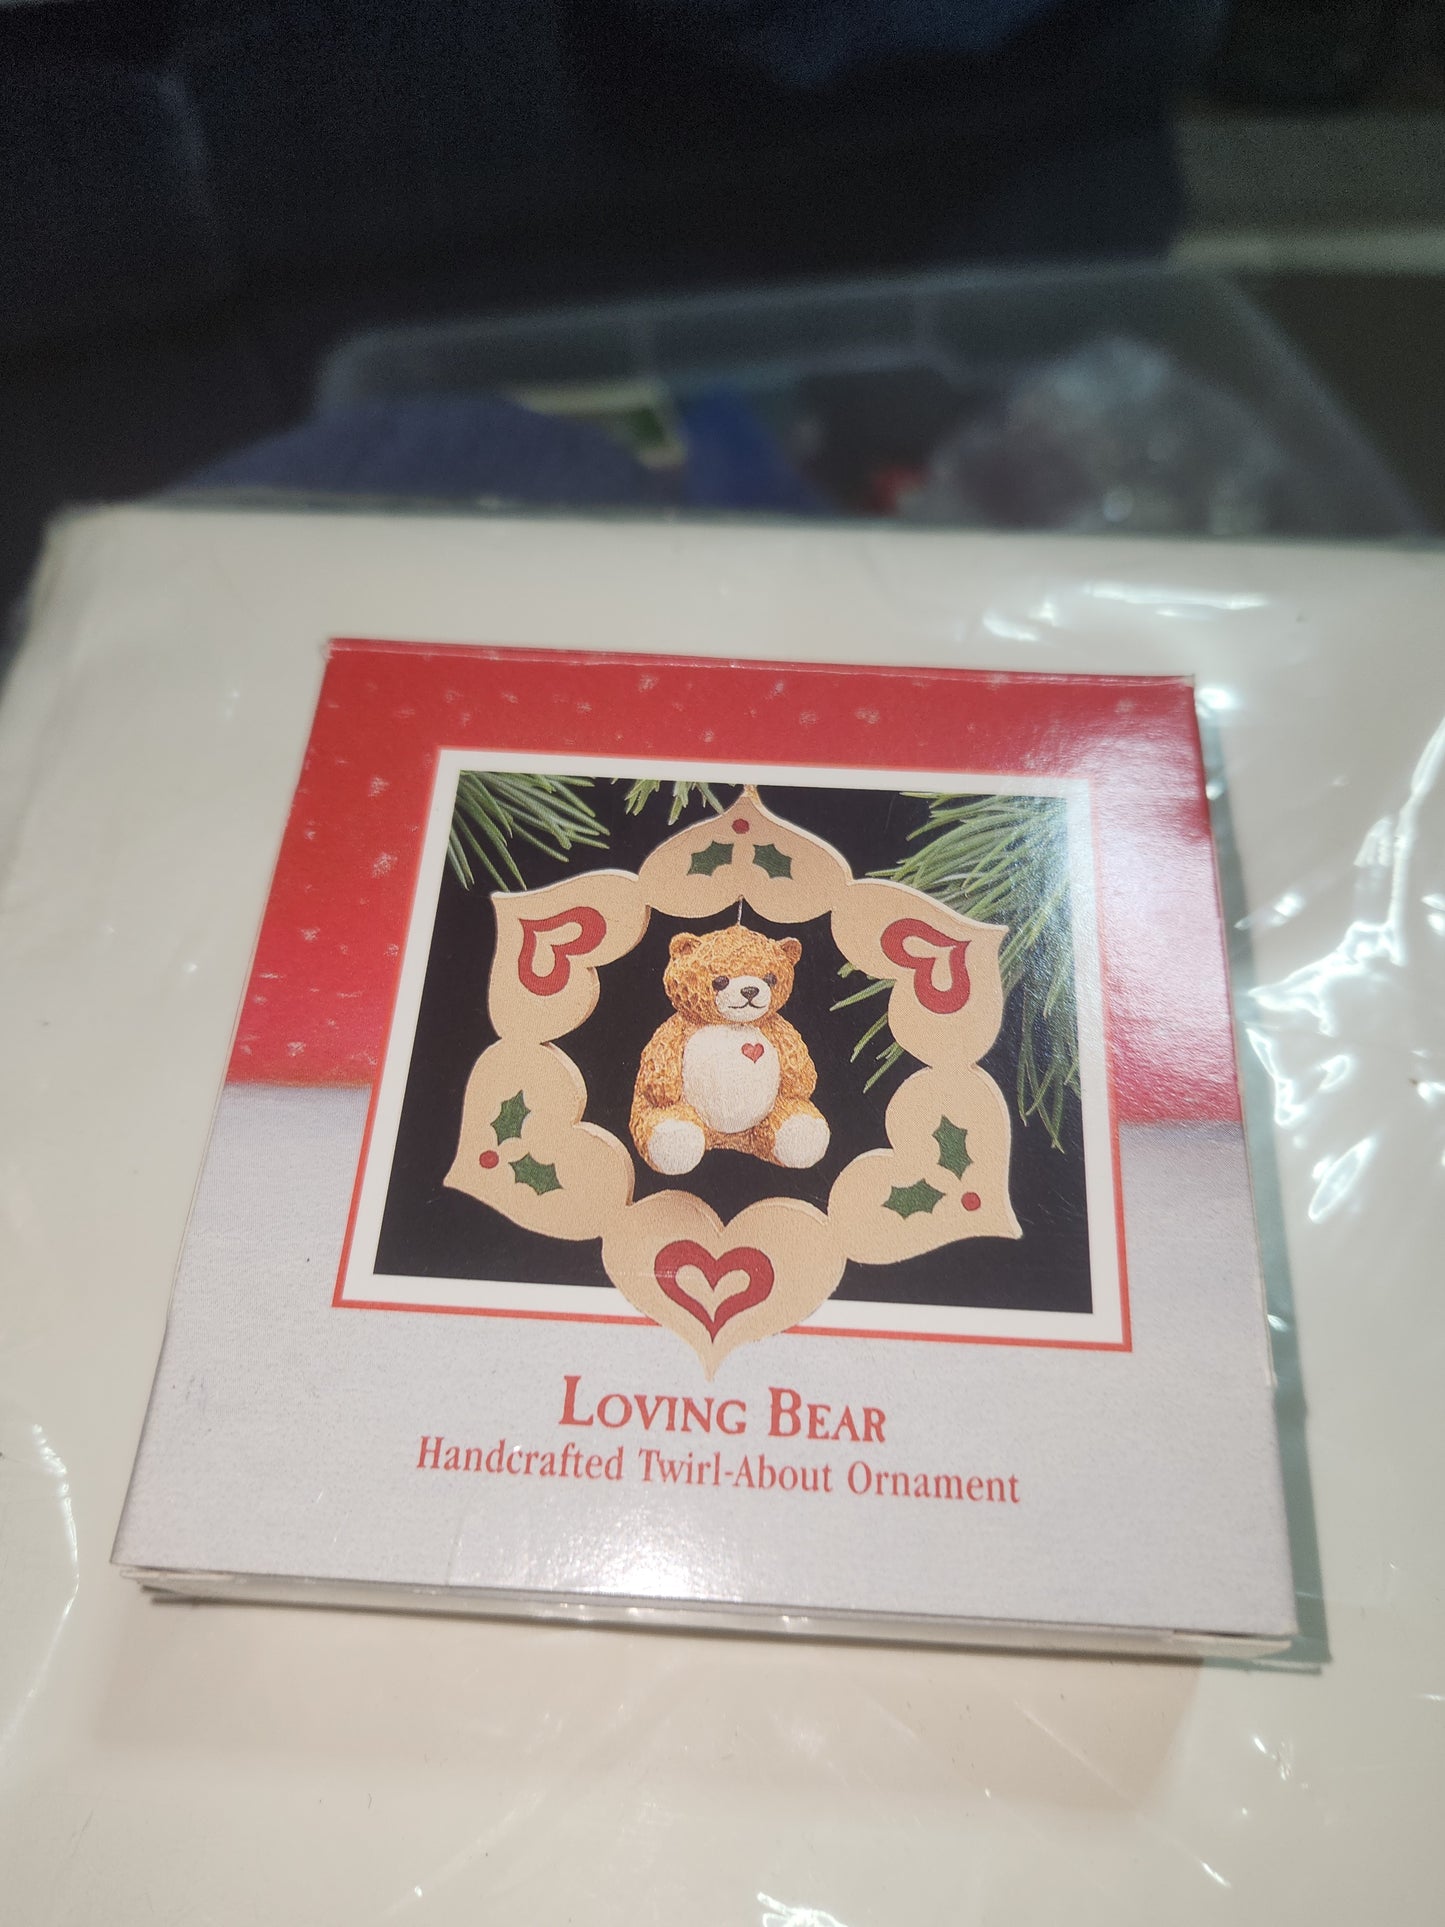 LOVING BEAR
Handcrafted Twirl-About Ornament